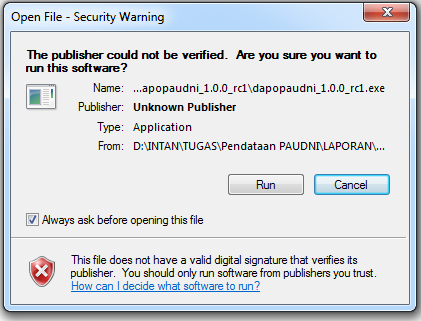 Open File - Security Warning
The publisher could not be verified. Are you sure you want to
run this software?
Name: ...apopaudni_1.0.0_rc1\dapopaudni_1.0.0_rc1.exe
Publisher: Unknown Publisher
Type: Application
From: D:\INTAN\TUGAS\Pendataan PAUDNI\LAPORAN\...
Run Cancel
Always ask before opening this file
This file does not have a valid digital signature that verifies its
publisher. You should only run software from publishers you trust.
How can I decide what software to run?